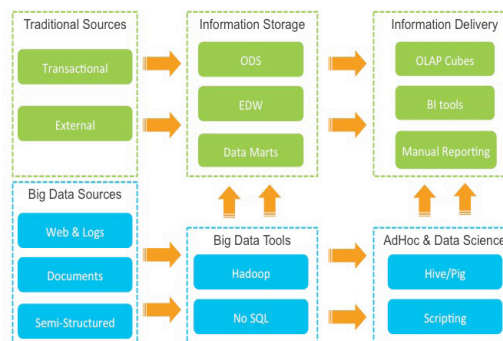 Traditional Sources
Transactional
External
Information Storage
ODS
EDW
Data Marts
Information Delivery
OLAP Cubes
BI tools
Manual Reporting
Big Data Sources
Web & Logs
Documents
Semi-Structured
Big Data Tools
Hadoop
No SQL
AdHoc & Data Science
Hive/Pig
Scripting